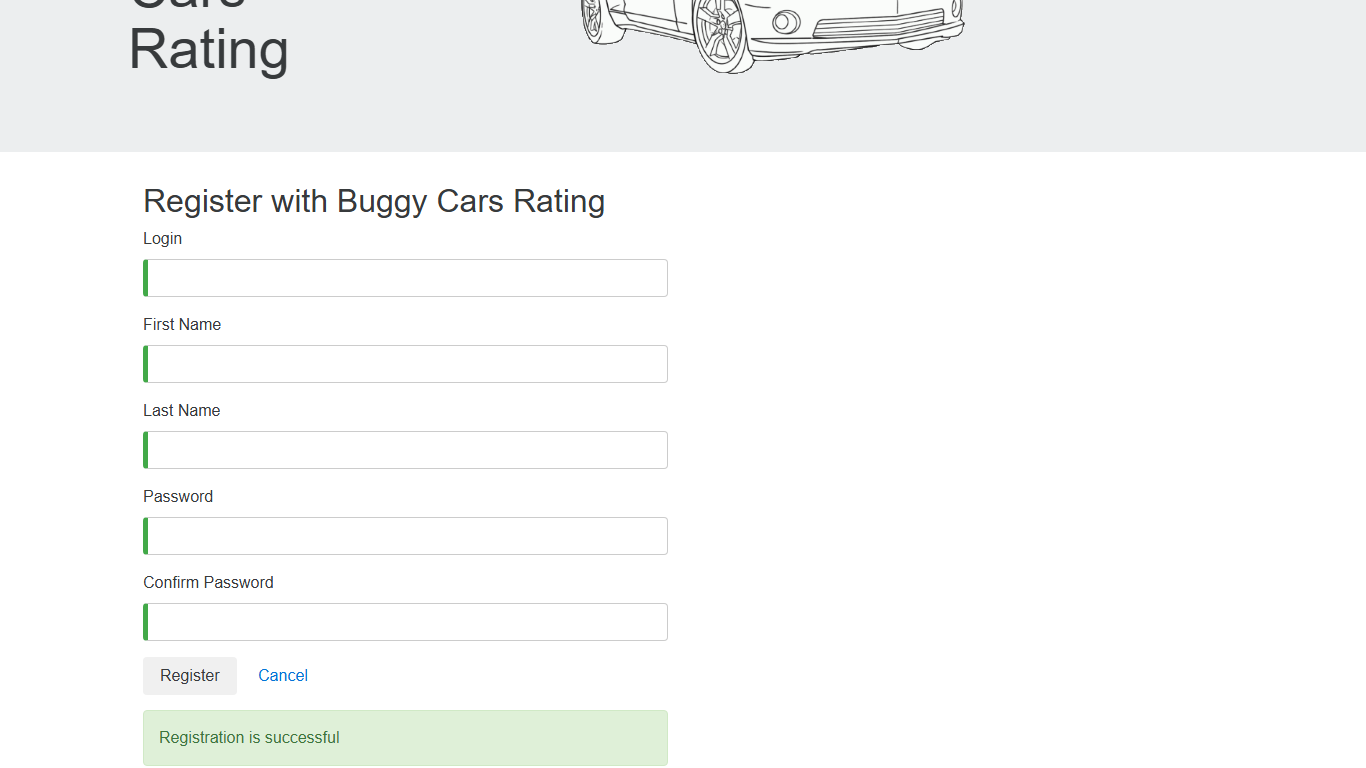 Cars
Rating
Register with Buggy Cars Rating
Login
First Name
Last Name
Password
Confirm Password
Register Cancel
Registration is successful